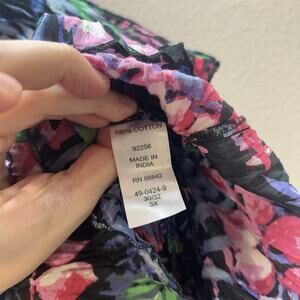 100% COTTON
92256
MADE IN
INDIA
RN 88842
49-0424-9
30/32
3X